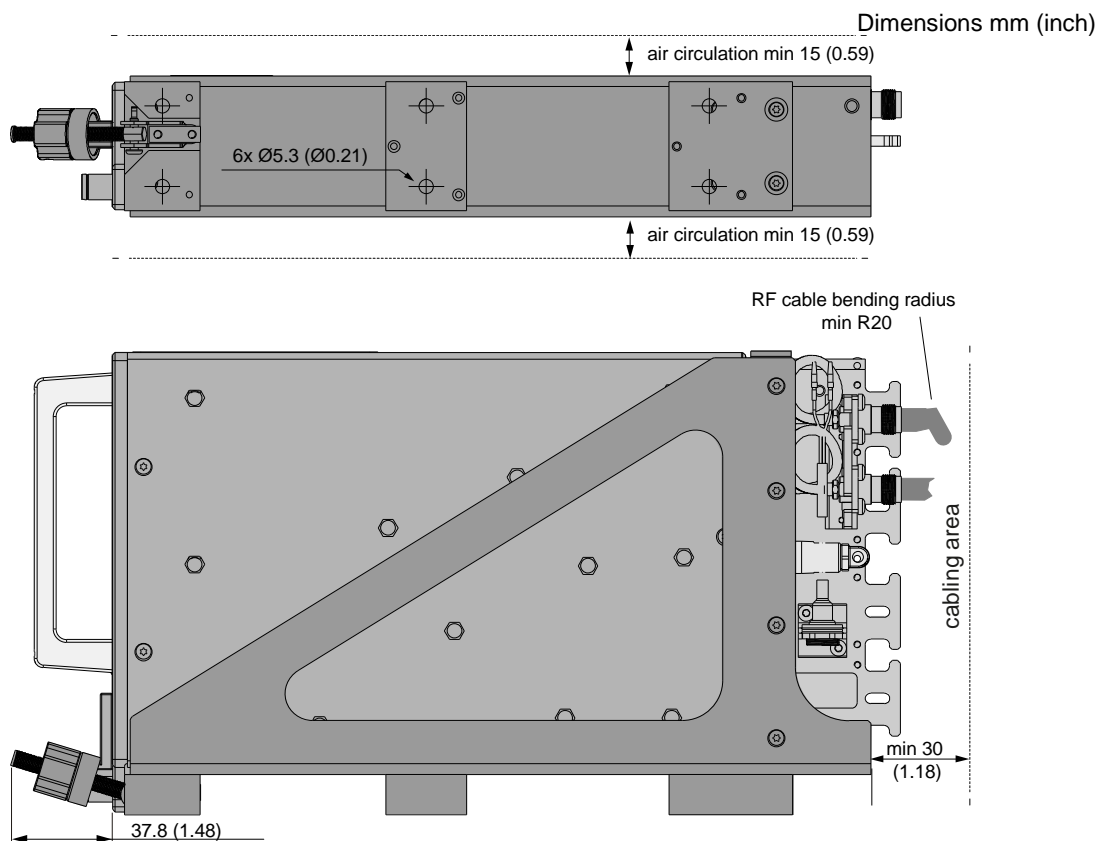 Dimensions mm (inch)
air circulation min 15 (0.59)
6x Ø5.3 (Ø0.21)
air circulation min 15 (0.59)
RF cable bending radius
min R20
cabling area
min 30
(1.18)
37.8 (1.48)